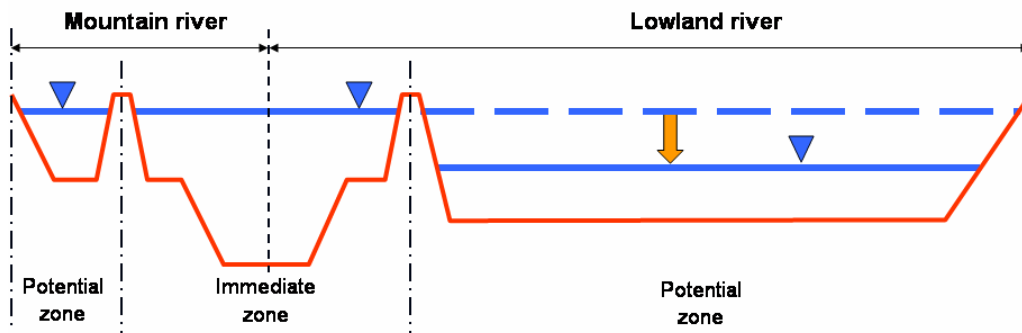 Mountain river
Lowland river
Potential
zone
Immediate
zone
Potential
zone